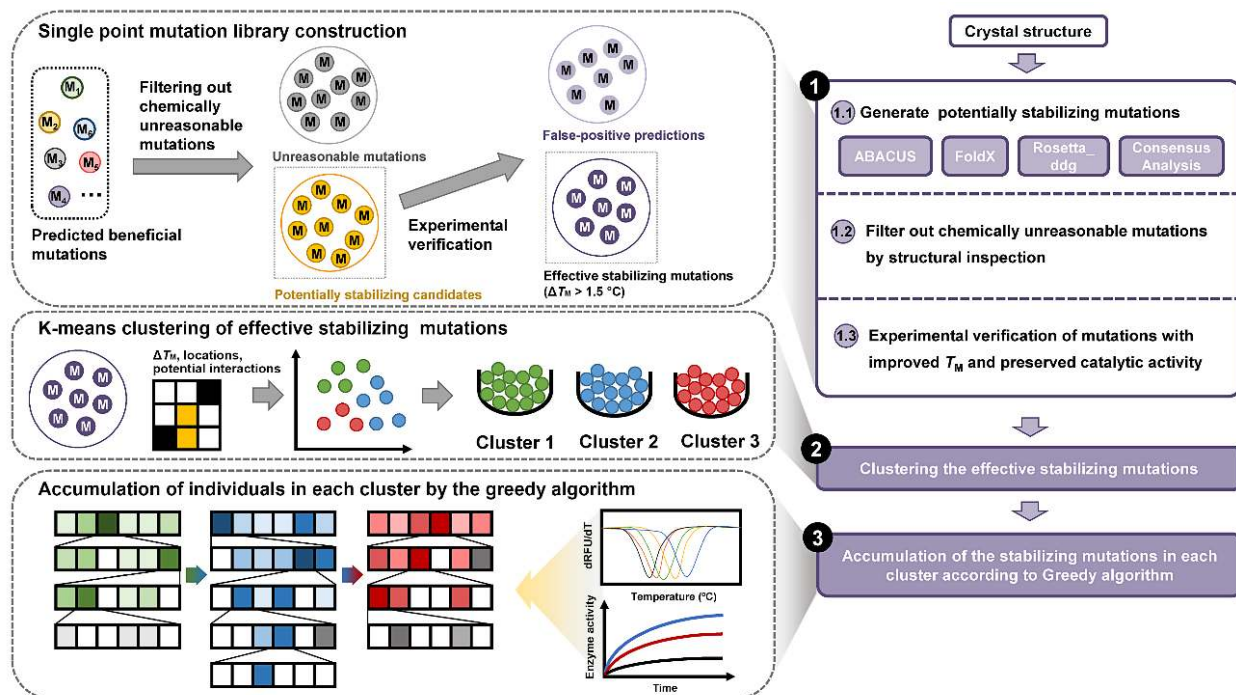 Single point mutation library construction
M1
M2
M6
M3
M5
M4
...
Predicted beneficial
mutations
Filtering out
chemically
unreasonable
mutations
M
M
M
M
M
M
M
M
M
M
Unreasonable mutations
M
M
M
M
M
M
M
M
M
M
Potentially stabilizing candidates
Experimental
verification
M
M
M
M
M
M
M
False-positive predictions
M
M
M
M
M
M
M
Effective stabilizing mutations
(ΔTM > 1.5 °C)
K-means clustering of effective stabilizing mutations
M
M
M
M
M
M
M
ΔTM, locations,
potential interactions
Cluster 1
Cluster 2
Cluster 3
Accumulation of individuals in each cluster by the greedy algorithm
dRFU/dT
Temperature (°C)
Enzyme activity
Time
Crystal structure
1
1.1 Generate potentially stabilizing mutations
ABACUS
FoldX
Rosetta_
ddg
Consensus
Analysis
1.2 Filter out chemically unreasonable mutations
by structural inspection
1.3 Experimental verification of mutations with
improved TM and preserved catalytic activity
2
Clustering the effective stabilizing mutations
3
Accumulation of the stabilizing mutations in each
cluster according to Greedy algorithm